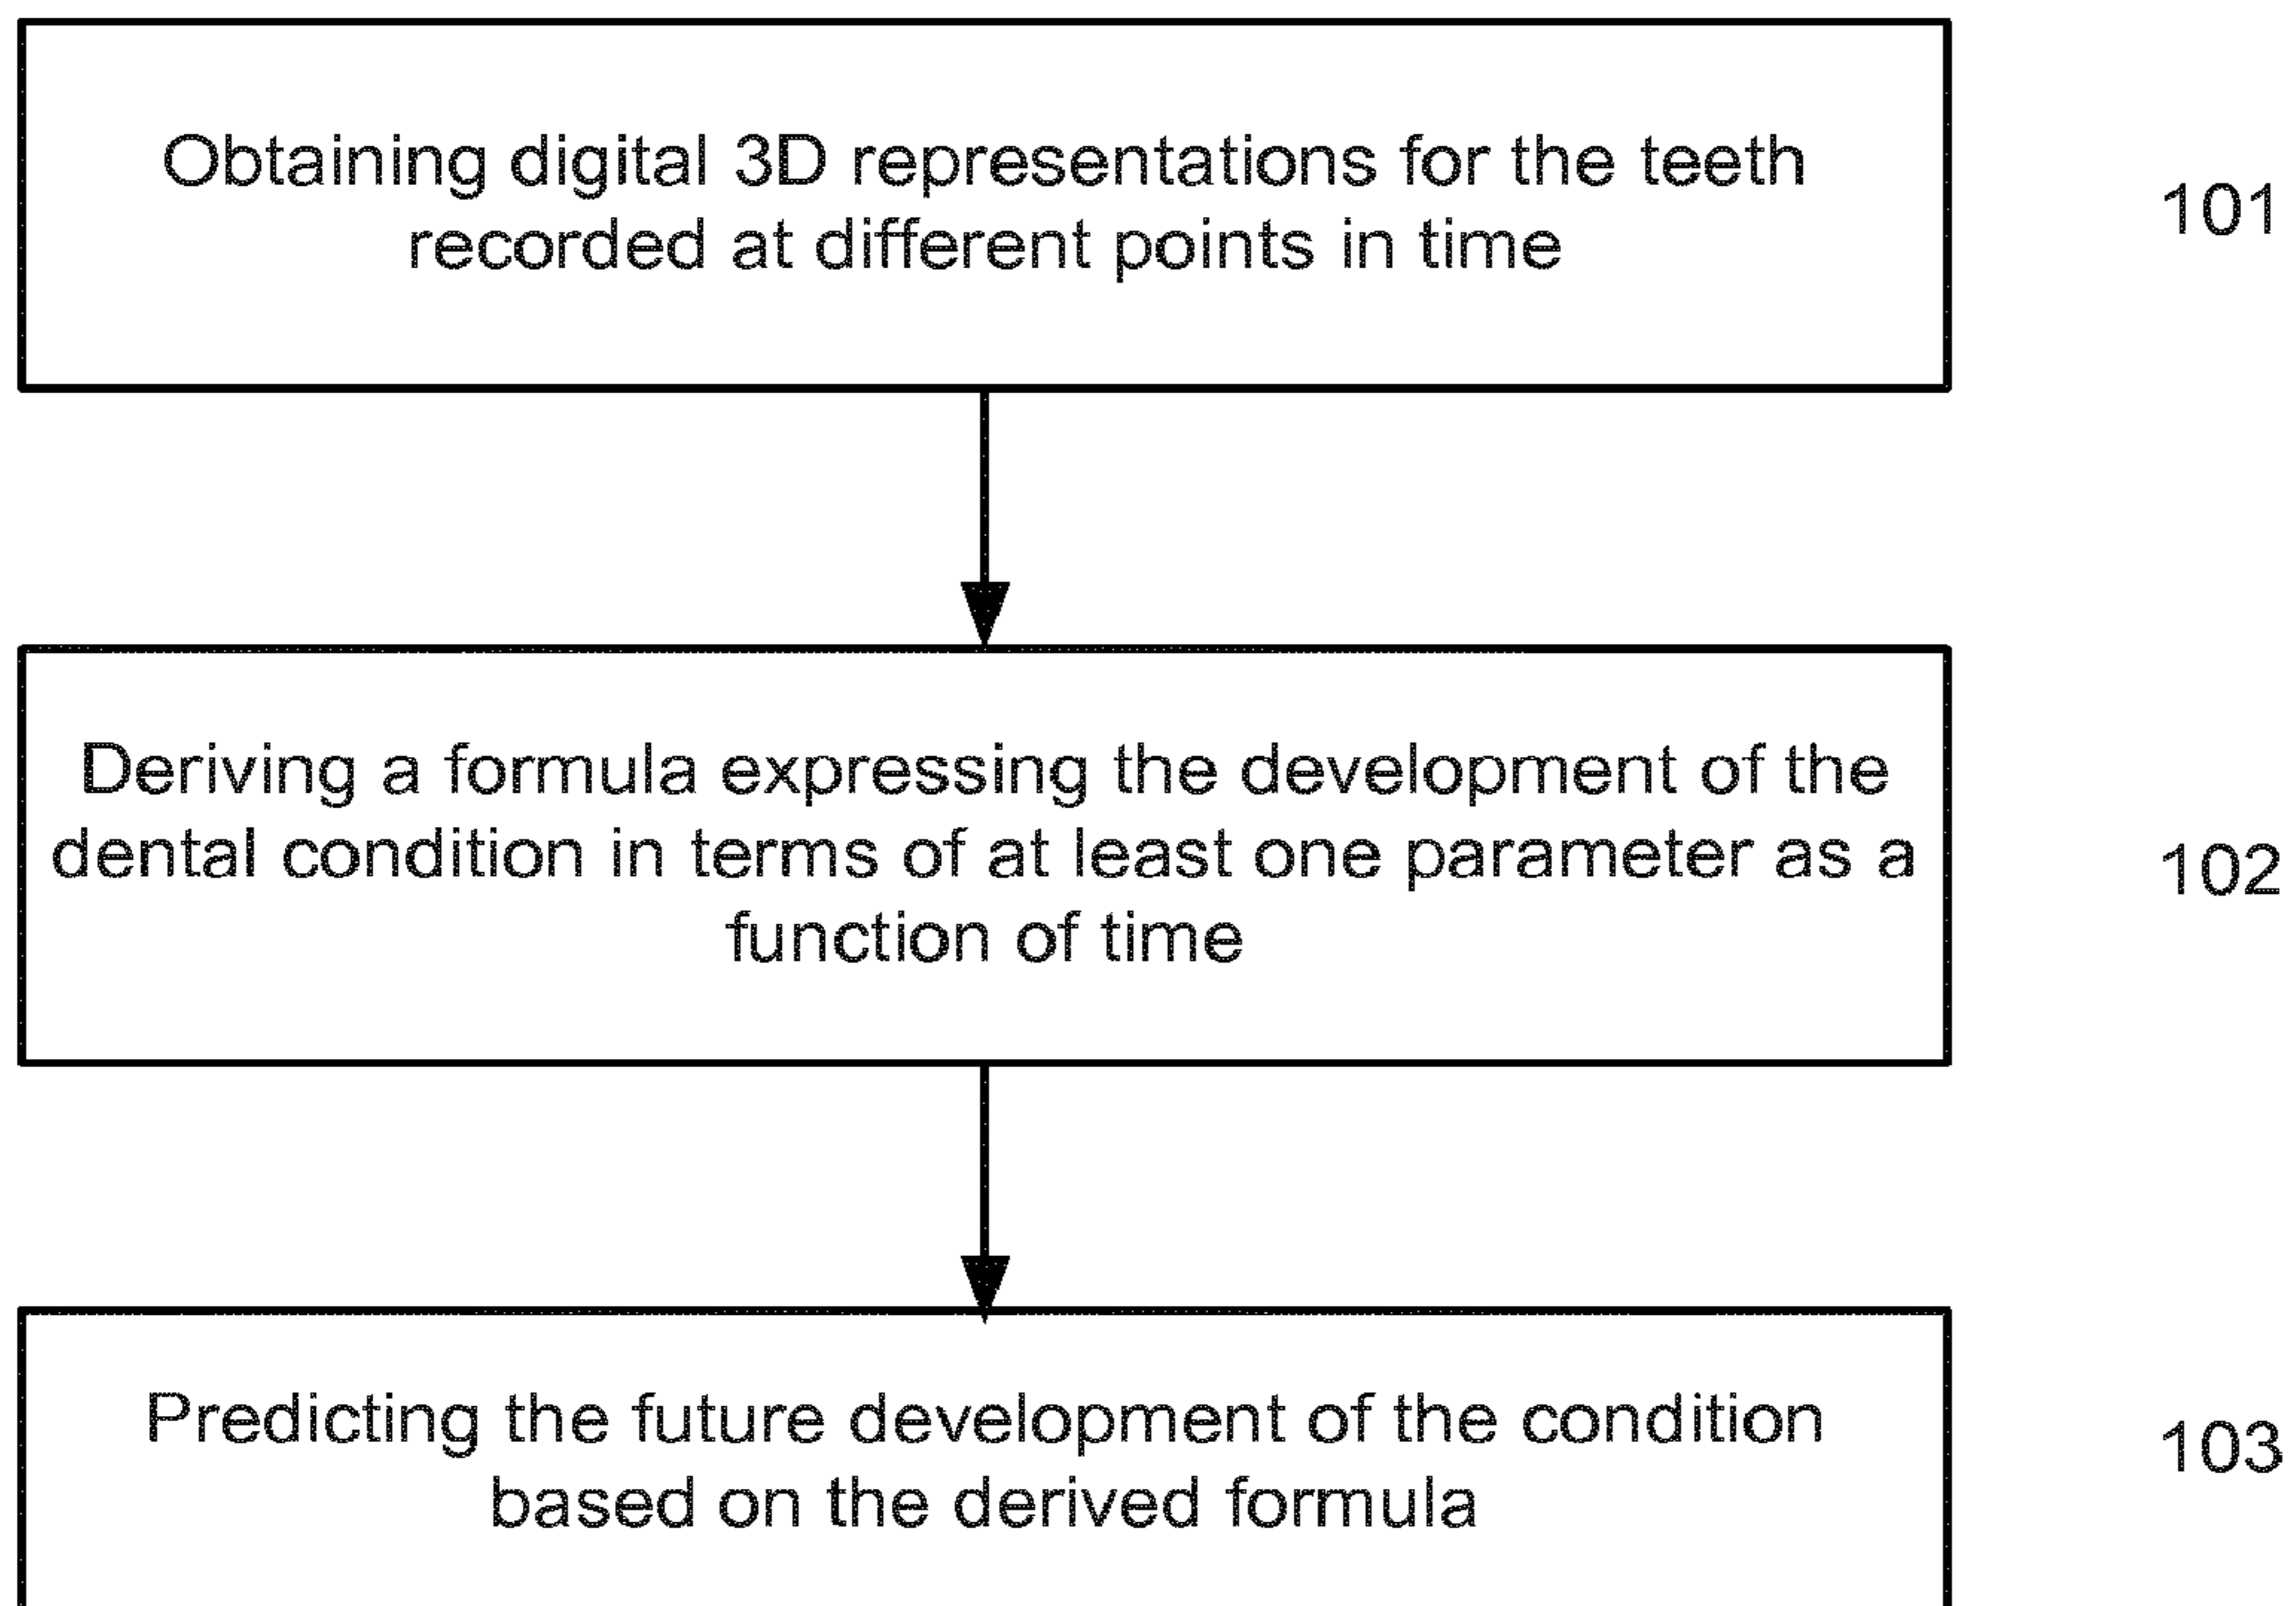 Obtaining digital 3D representations for the teeth
recorded at different points in time
101
Deriving a formula expressing the development of the
dental condition in terms of at least one parameter as a
function of time
102
Predicting the future development of the condition
based on the derived formula
103